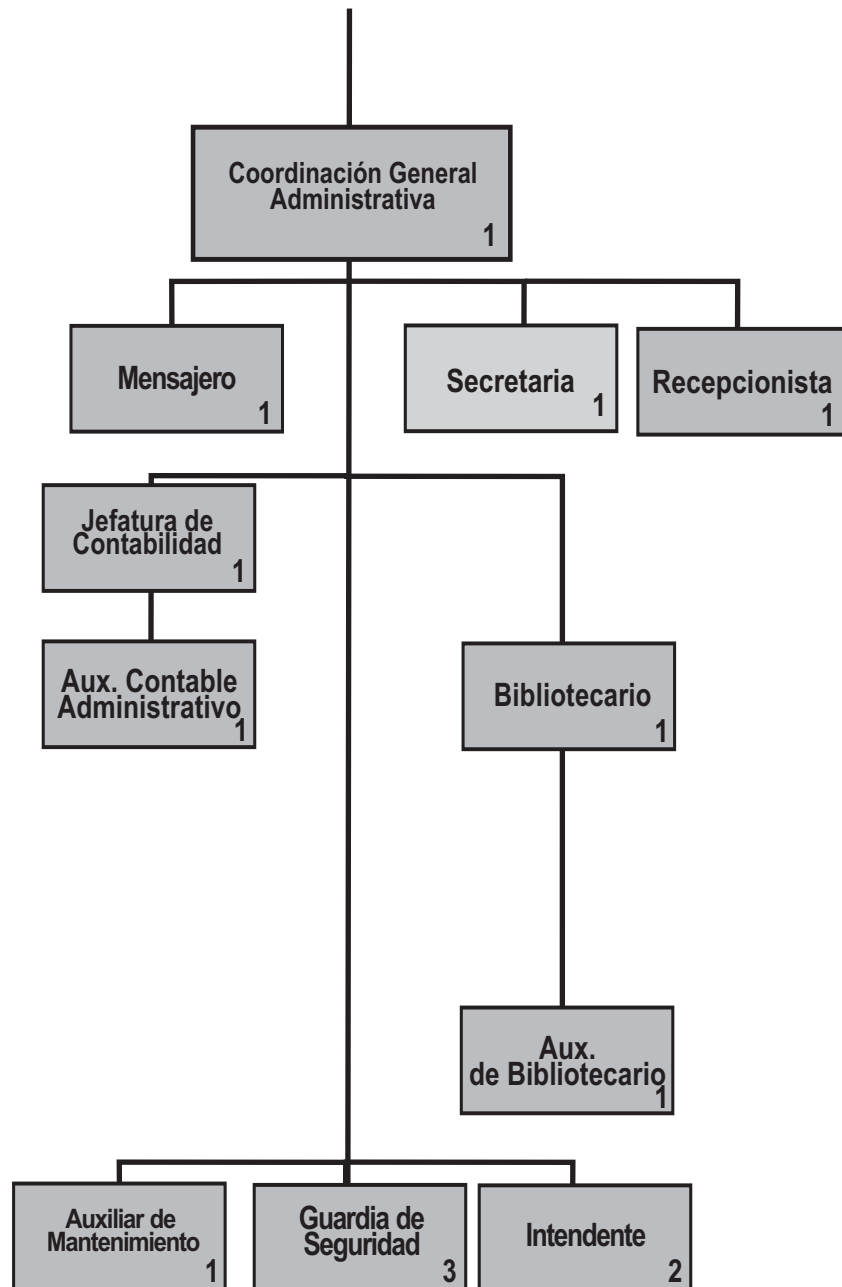 Coordinación General
Administrativa
1
Mensajero
1
Secretaria
1
Recepcionista
1
Jefatura de
Contabilidad
1
Aux. Contable
Administrativo
1
Bibliotecario
1
Aux.
de Bibliotecario
1
Auxiliar de
Mantenimiento
1
Guardia de
Seguridad
3
Intendente
2